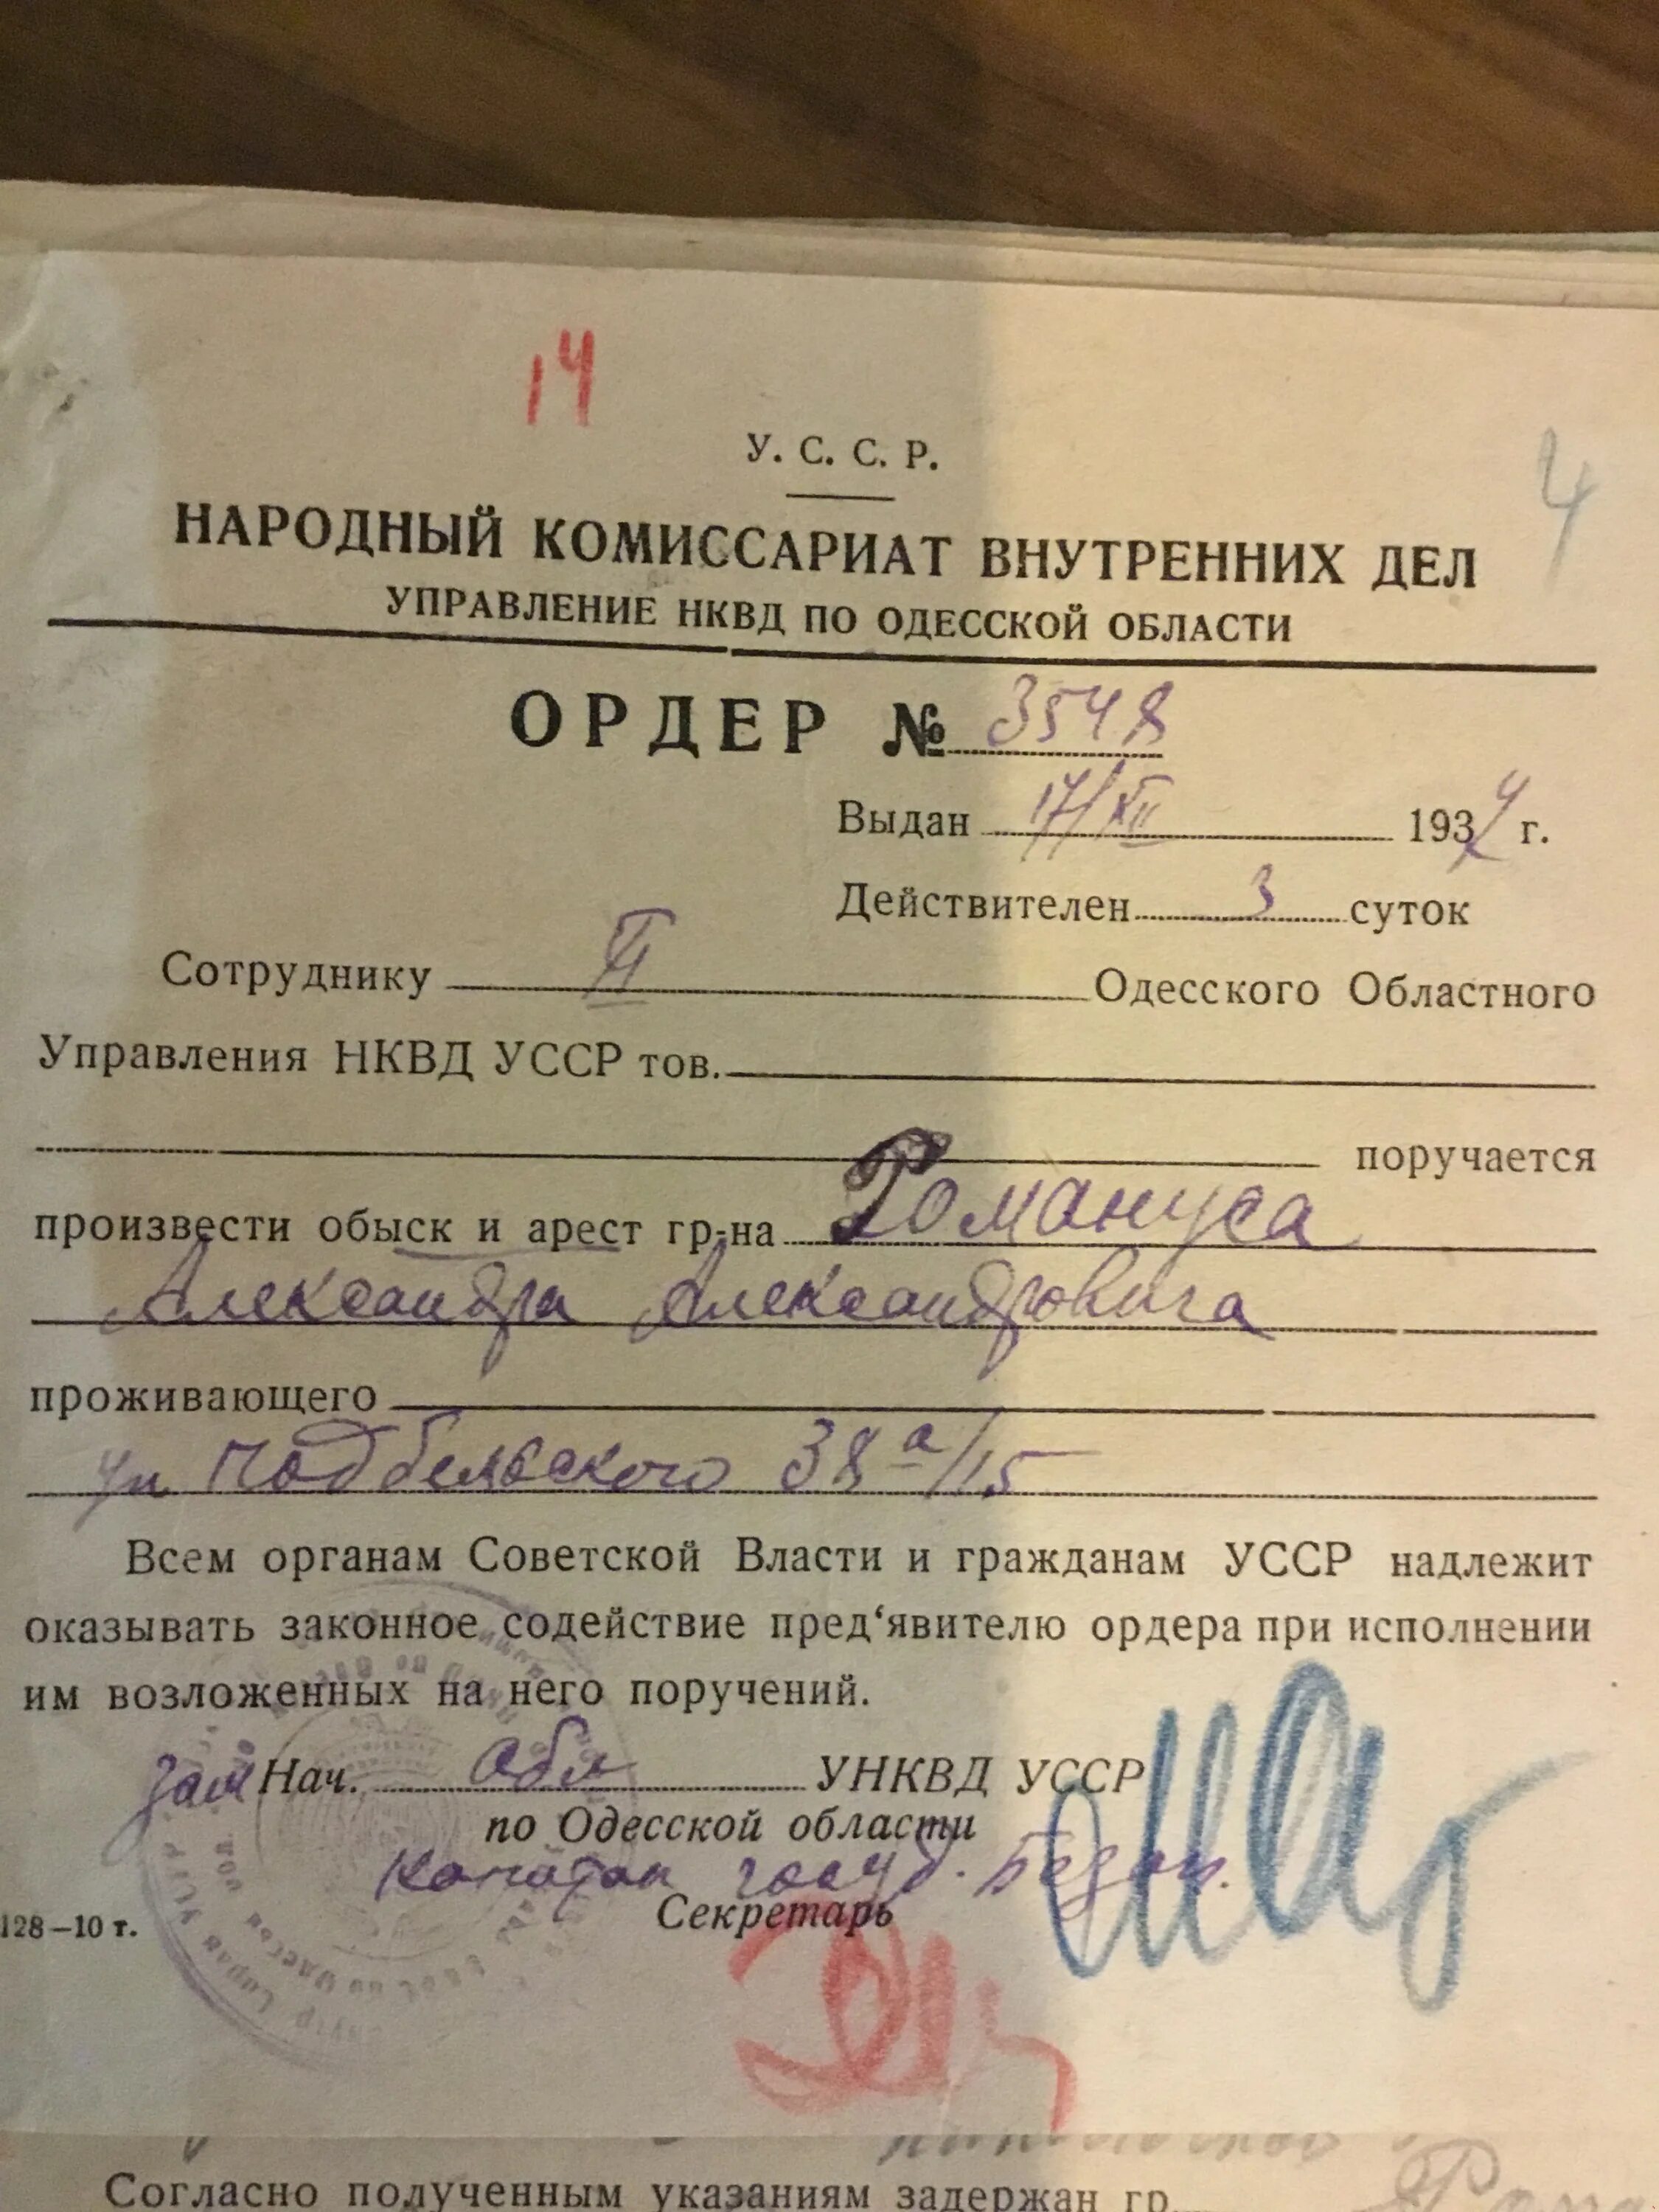 14
4
У. С. С. Р.
НАРОДНЫЙ КОМИССАРИАТ ВНУТРЕННИХ ДЕЛ
УПРАВЛЕНИЕ НКВД ПО ОДЕССКОЙ ОБЛАСТИ
ОРДЕР № 3548
Выдан 17/XII 1937 г.
Действителен 3 суток
Сотруднику Одесского Областного
Управления НКВД УССР тов.
поручается
произвести обыск и арест гр-на Романуса
Александра Александровича
проживающего
ул Подбельского 38а/15
Всем органам Советской Власти и гражданам УССР надлежит
оказывать законное содействие пред‘явителю ордера при исполнении
им возложенных на него поручений.
Зам Нач. Обл УНКВД УССР
по Одесской области
Капитан госуд. Безоп.
Секретарь
128—10 т.
Согласно полученным указаниям задержан гр.